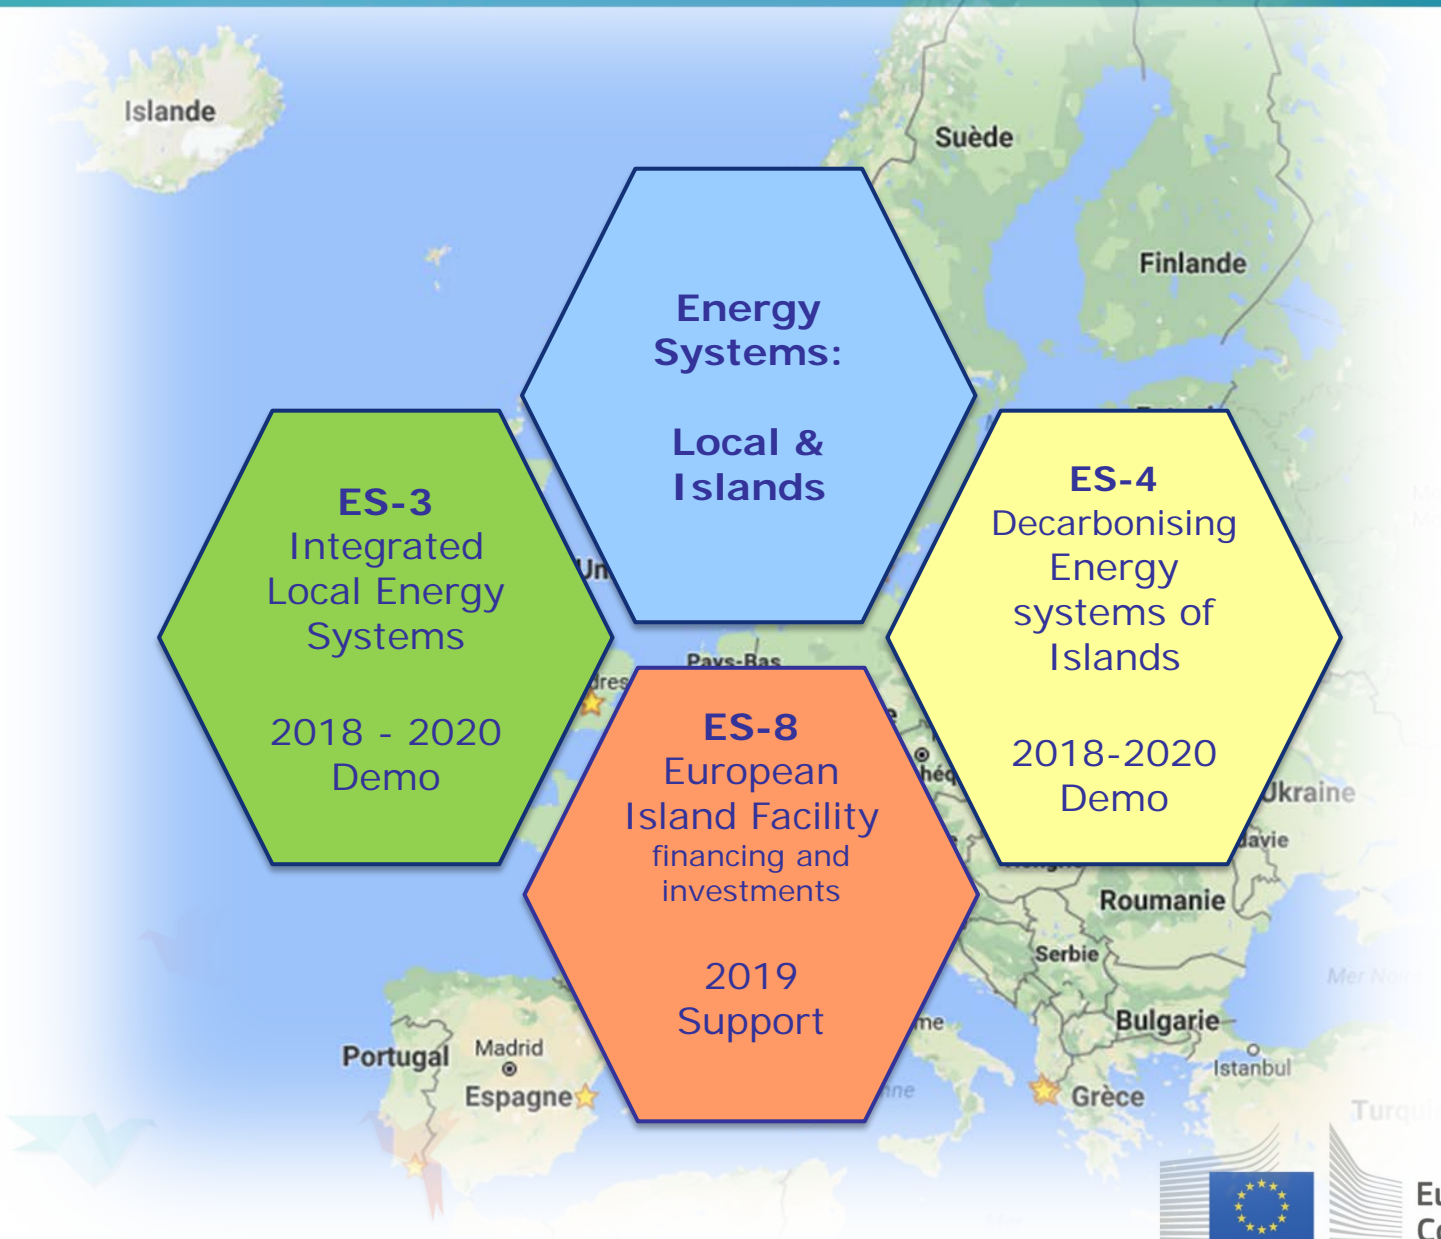 Islande
Suède
Finlande
Energy
Systems:
Local &
Islands
ES-3
Integrated
Local Energy
Systems
2018 - 2020
Demo
ES-4
Decarbonising
Energy
systems of
Islands
2018-2020
Demo
Pays-Bas
ES-8
European
Island Facility
financing and
investments
2019
Support
Ukraine
Roumanie
Serbie
Bulgarie
Istanbul
Portugal
Madrid
Espagne
Grèce